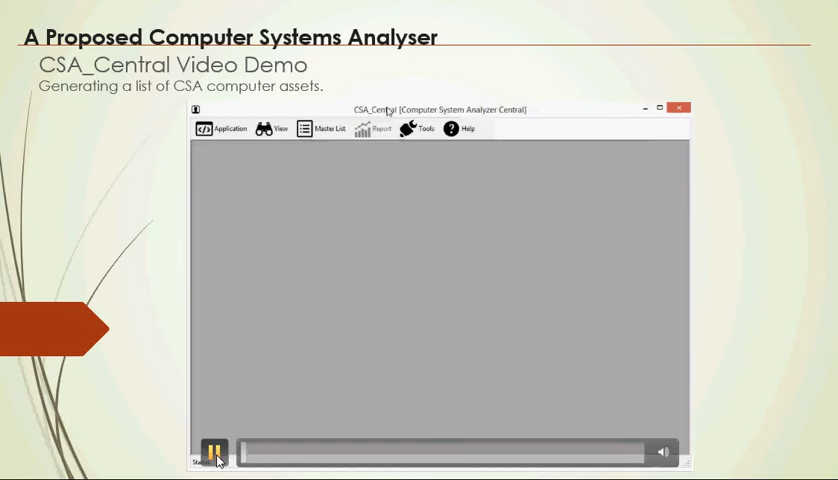 A Proposed Computer Systems Analyser
CSA_Central Video Demo
Generating a list of CSA computer assets.
CSA_Central [Computer System Analyzer Central]
Application View Master List Report Tools Help